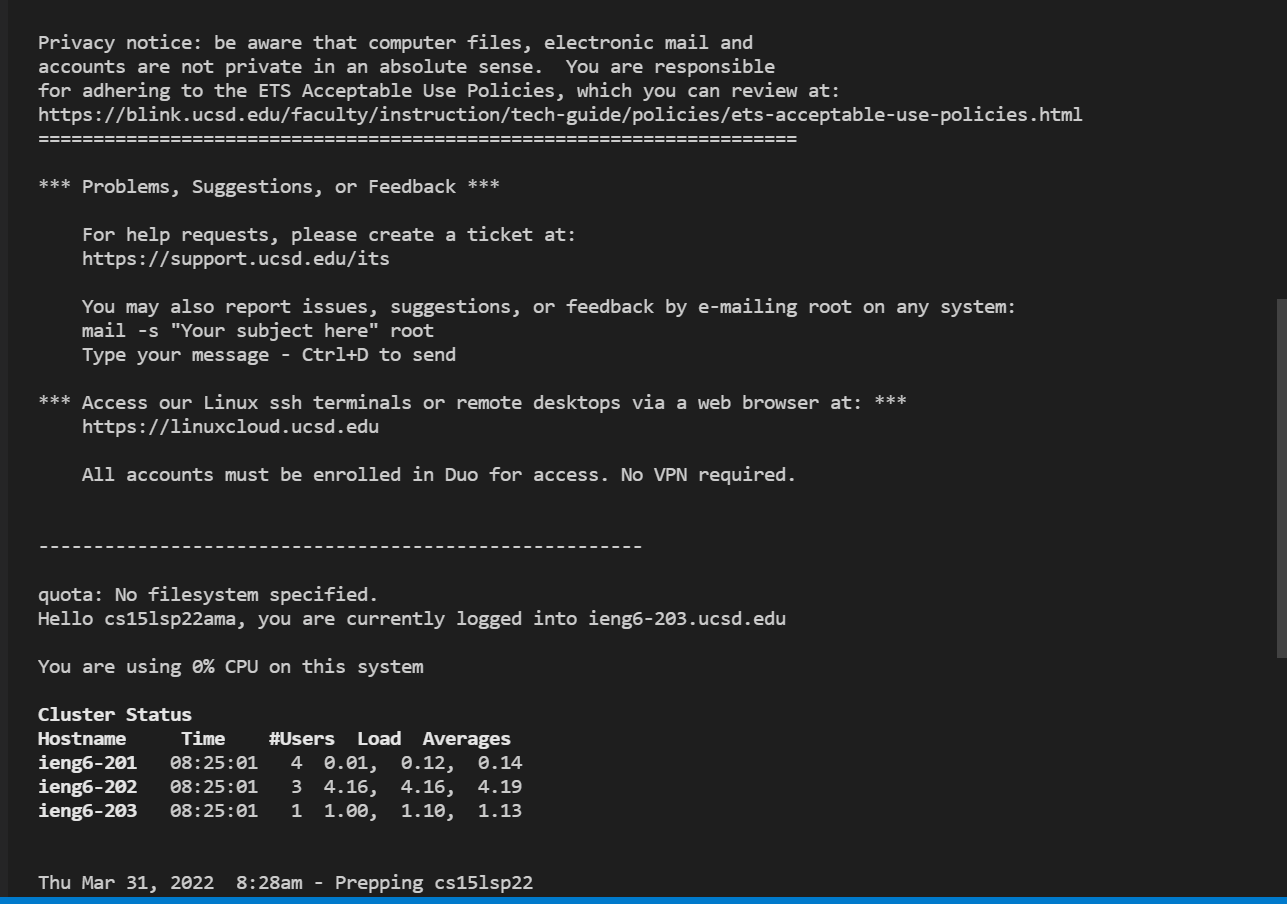 Privacy notice: be aware that computer files, electronic mail and
accounts are not private in an absolute sense.  You are responsible
for adhering to the ETS Acceptable Use Policies, which you can review at:
https://blink.ucsd.edu/faculty/instruction/tech-guide/policies/ets-acceptable-use-policies.html
=====================================================================
*** Problems, Suggestions, or Feedback ***
For help requests, please create a ticket at:
https://support.ucsd.edu/its
You may also report issues, suggestions, or feedback by e-mailing root on any system:
mail -s "Your subject here" root
Type your message - Ctrl+D to send
*** Access our Linux ssh terminals or remote desktops via a web browser at: ***
https://linuxcloud.ucsd.edu
All accounts must be enrolled in Duo for access. No VPN required.
-------------------------------------------------------
quota: No filesystem specified.
Hello cs15lsp22ama, you are currently logged into ieng6-203.ucsd.edu
You are using 0% CPU on this system
Cluster Status
Hostname     Time    #Users  Load  Averages
ieng6-201   08:25:01   4  0.01,  0.12,  0.14
ieng6-202   08:25:01   3  4.16,  4.16,  4.19
ieng6-203   08:25:01   1  1.00,  1.10,  1.13
Thu Mar 31, 2022  8:28am - Prepping cs15lsp22